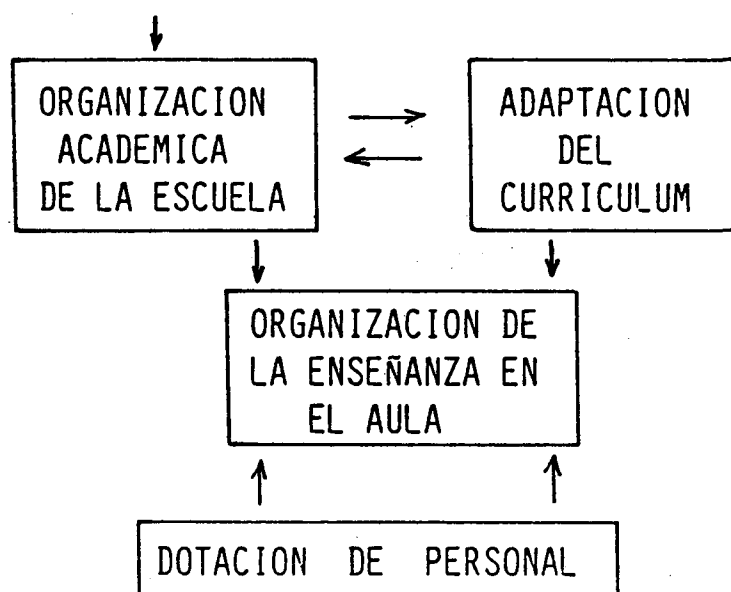 ORGANIZACION
ACADEMICA
DE LA ESCUELA
ADAPTACION
DEL
CURRICULUM
ORGANIZACION DE
LA ENSEÑANZA EN
EL AULA
DOTACION DE PERSONAL